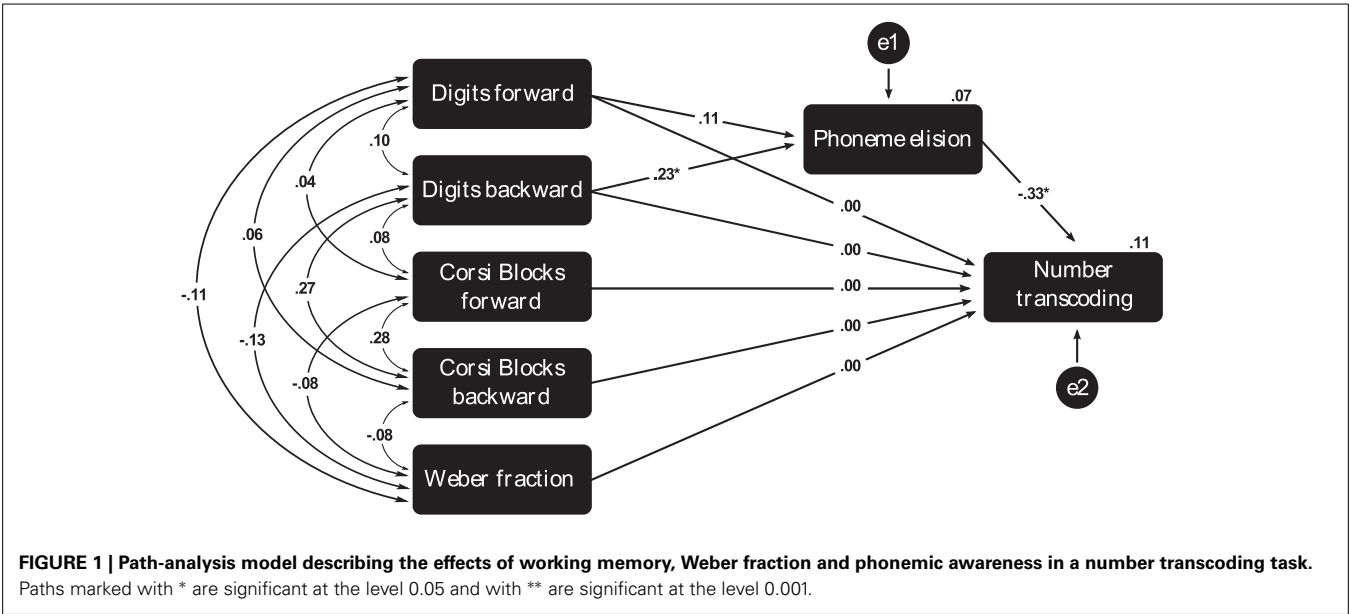 e1
.07
Digits forward
.11
Phoneme elision
.10
Digits backward
.23*
-.33*
.04
.00
.06
.08
.00
.11
Corsi Blocks
forward
.00
Number
transcoding
-.11
.27
-.13
.28
.00
-.08
Corsi Blocks
backward
.00
e2
-.08
Weber fraction
FIGURE 1 | Path-analysis model describing the effects of working memory, Weber fraction and phonemic awareness in a number transcoding task.
Paths marked with * are significant at the level 0.05 and with ** are significant at the level 0.001.